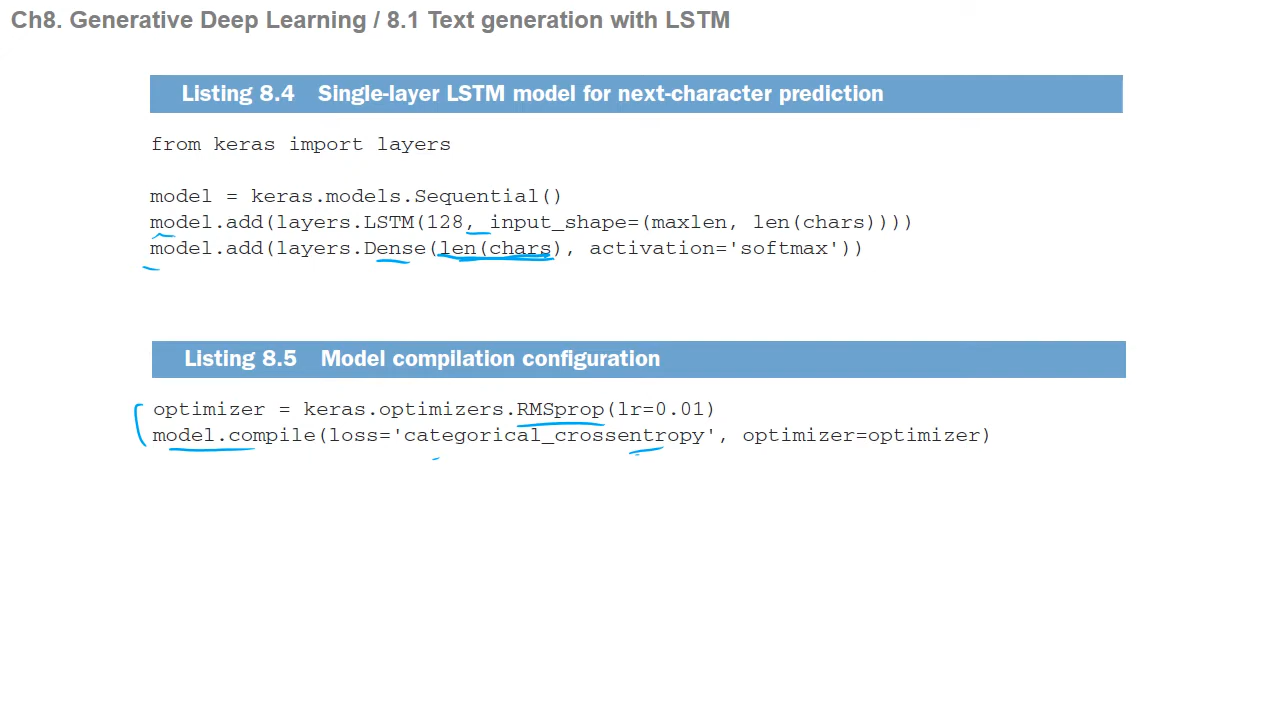 Ch8. Generative Deep Learning / 8.1 Text generation with LSTM
Listing 8.4 Single-layer LSTM model for next-character prediction
from keras import layers
model = keras.models.Sequential()
model.add(layers.LSTM(128, input_shape=(maxlen, len(chars))))
model.add(layers.Dense(len(chars), activation='softmax'))
Listing 8.5 Model compilation configuration
optimizer = keras.optimizers.RMSprop(lr=0.01)
model.compile(loss='categorical_crossentropy', optimizer=optimizer)